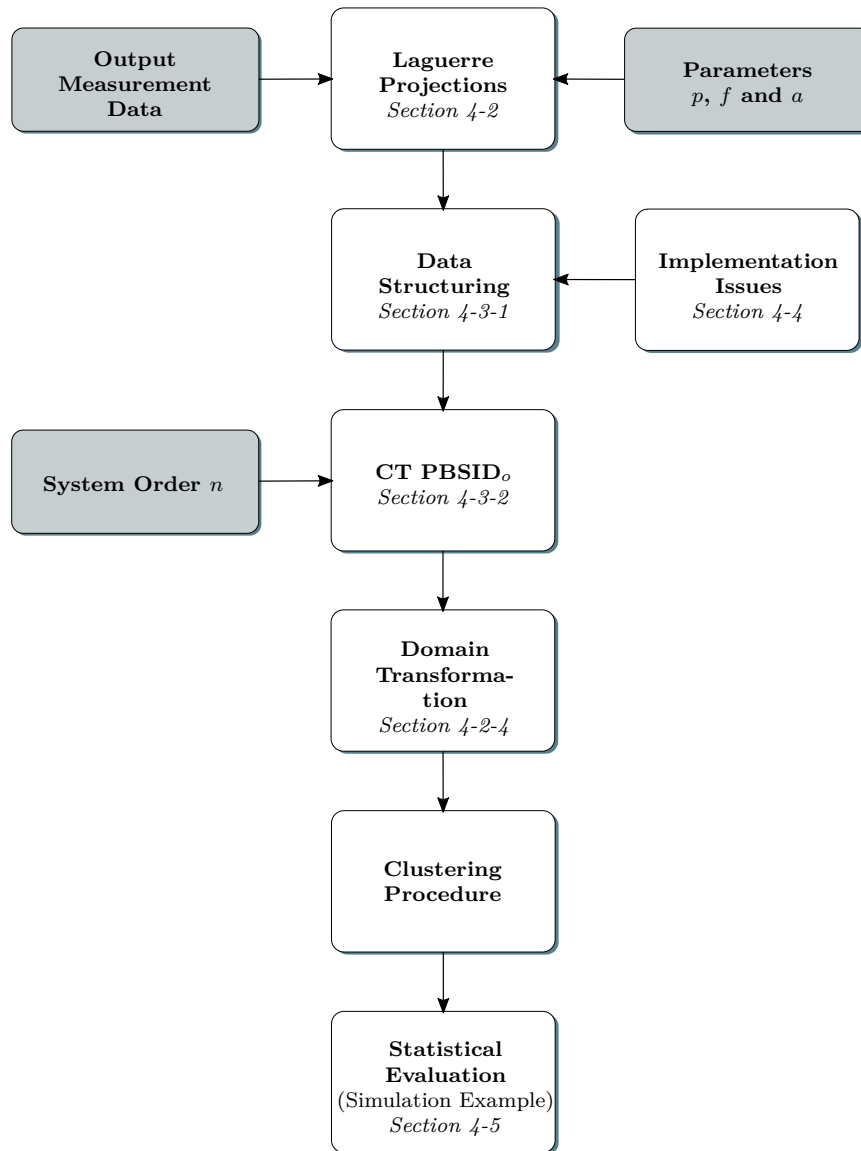 Output
Measurement
Data
Laguerre
Projections
Section 4-2
Parameters
p, f and a
Data
Structuring
Section 4-3-1
Implementation
Issues
Section 4-4
System Order n
CT PBSIDₒ
Section 4-3-2
Domain
Transforma-
tion
Section 4-2-4
Clustering
Procedure
Statistical
Evaluation
(Simulation Example)
Section 4-5